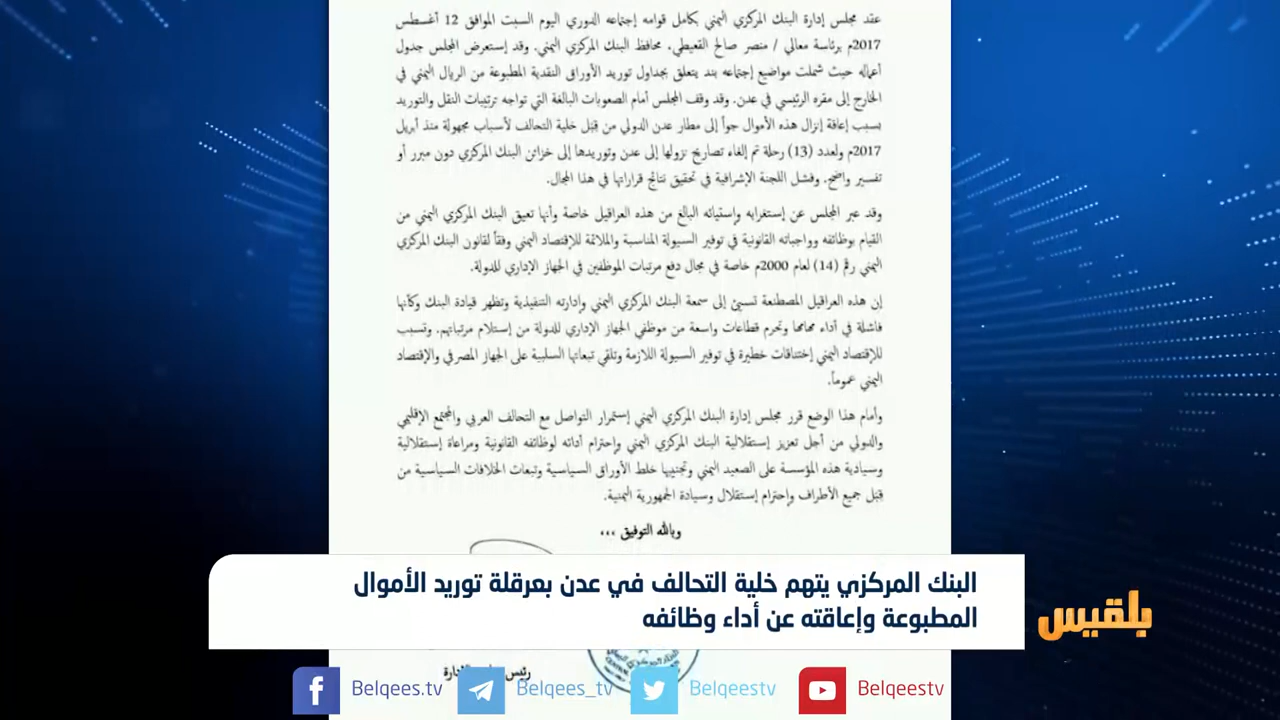 عقد مجلس إدارة البنك المركزي اليمني بكامل قوامه إجتماعه الدوري اليوم السبت الموافق 12 أغسطس
2017م برئاسة معالي / منصر صالح القعيطي، محافظ البنك المركزي اليمني. وقد إستعرض المجلس جدول
أعماله حيث شملت مواضيع إجتماعه بند يتعلق بجداول توريد الأوراق النقدية المطبوعة من الريال اليمني في
الخارج إلى مقره الرئيسي في عدن. وقد وقف المجلس أمام الصعوبات البالغة التي تواجه ترتيبات النقل والتوريد
بسبب إعاقة إنزال هذه الأموال جواً إلى مطار عدن الدولي من قِبَل خلية التحالف لأسباب مجهولة منذ أبريل
2017م ولعدد (13) رحلة تم إلغاء تصاريح نزولها إلى عدن وتوريدها إلى خزائن البنك المركزي دون مبرر أو
تفسير واضح. وفشل اللجنة الإشرافية في تحقيق نتائج قراراتها في هذا المجال.
وقد عبر المجلس عن إستغرابه وإستيائه البالغ من هذه العراقيل خاصة وأنها تعيق البنك المركزي اليمني من
القيام بوظائفه وواجباته القانونية في توفير السيولة المناسبة والملائمة للإقتصاد اليمني وفقاً لقانون البنك المركزي
اليمني رقم (14) لعام 2000م خاصة في مجال دفع مرتبات الموظفين في الجهاز الإداري للدولة.
إن هذه العراقيل المصطنعة تسيئ إلى سمعة البنك المركزي اليمني وإدارته التنفيذية وتظهر قيادة البنك وكأنها
فاشلة في أداء مهامها وتحرم قطاعات واسعة من موظفي الجهاز الإداري للدولة من إستلام مرتباتهم. وتسبب
للإقتصاد اليمني إختناقات خطيرة في توفير السيولة اللازمة وتلقي تبعاتها السلبية على الجهاز المصرفي والإقتصاد
اليمني عموماً.
وأمام هذا الوضع قرر مجلس إدارة البنك المركزي اليمني إستمرار التواصل مع التحالف العربي والمجتمع الإقليمي
والدولي من أجل تعزيز إستقلالية البنك المركزي اليمني وإحترام أدائه لوظائفه القانونية ومراعاة إستقلالية
وسيادية هذه المؤسسة على الصعيد اليمني وتجنيبها خلط الأوراق السياسية وتبعات الخلافات السياسية من
قِبَل جميع الأطراف وإحترام إستقلال وسيادة الجمهورية اليمنية.
وبالله التوفيق ...
البنك المركزي يتهم خلية التحالف في عدن بعرقلة توريد الأموال
المطبوعة وإعاقته عن أداء وظائفه
بلقيس
رئيس
Belqees.tv
Belqees_tv
Belqeestv
Belqeestv